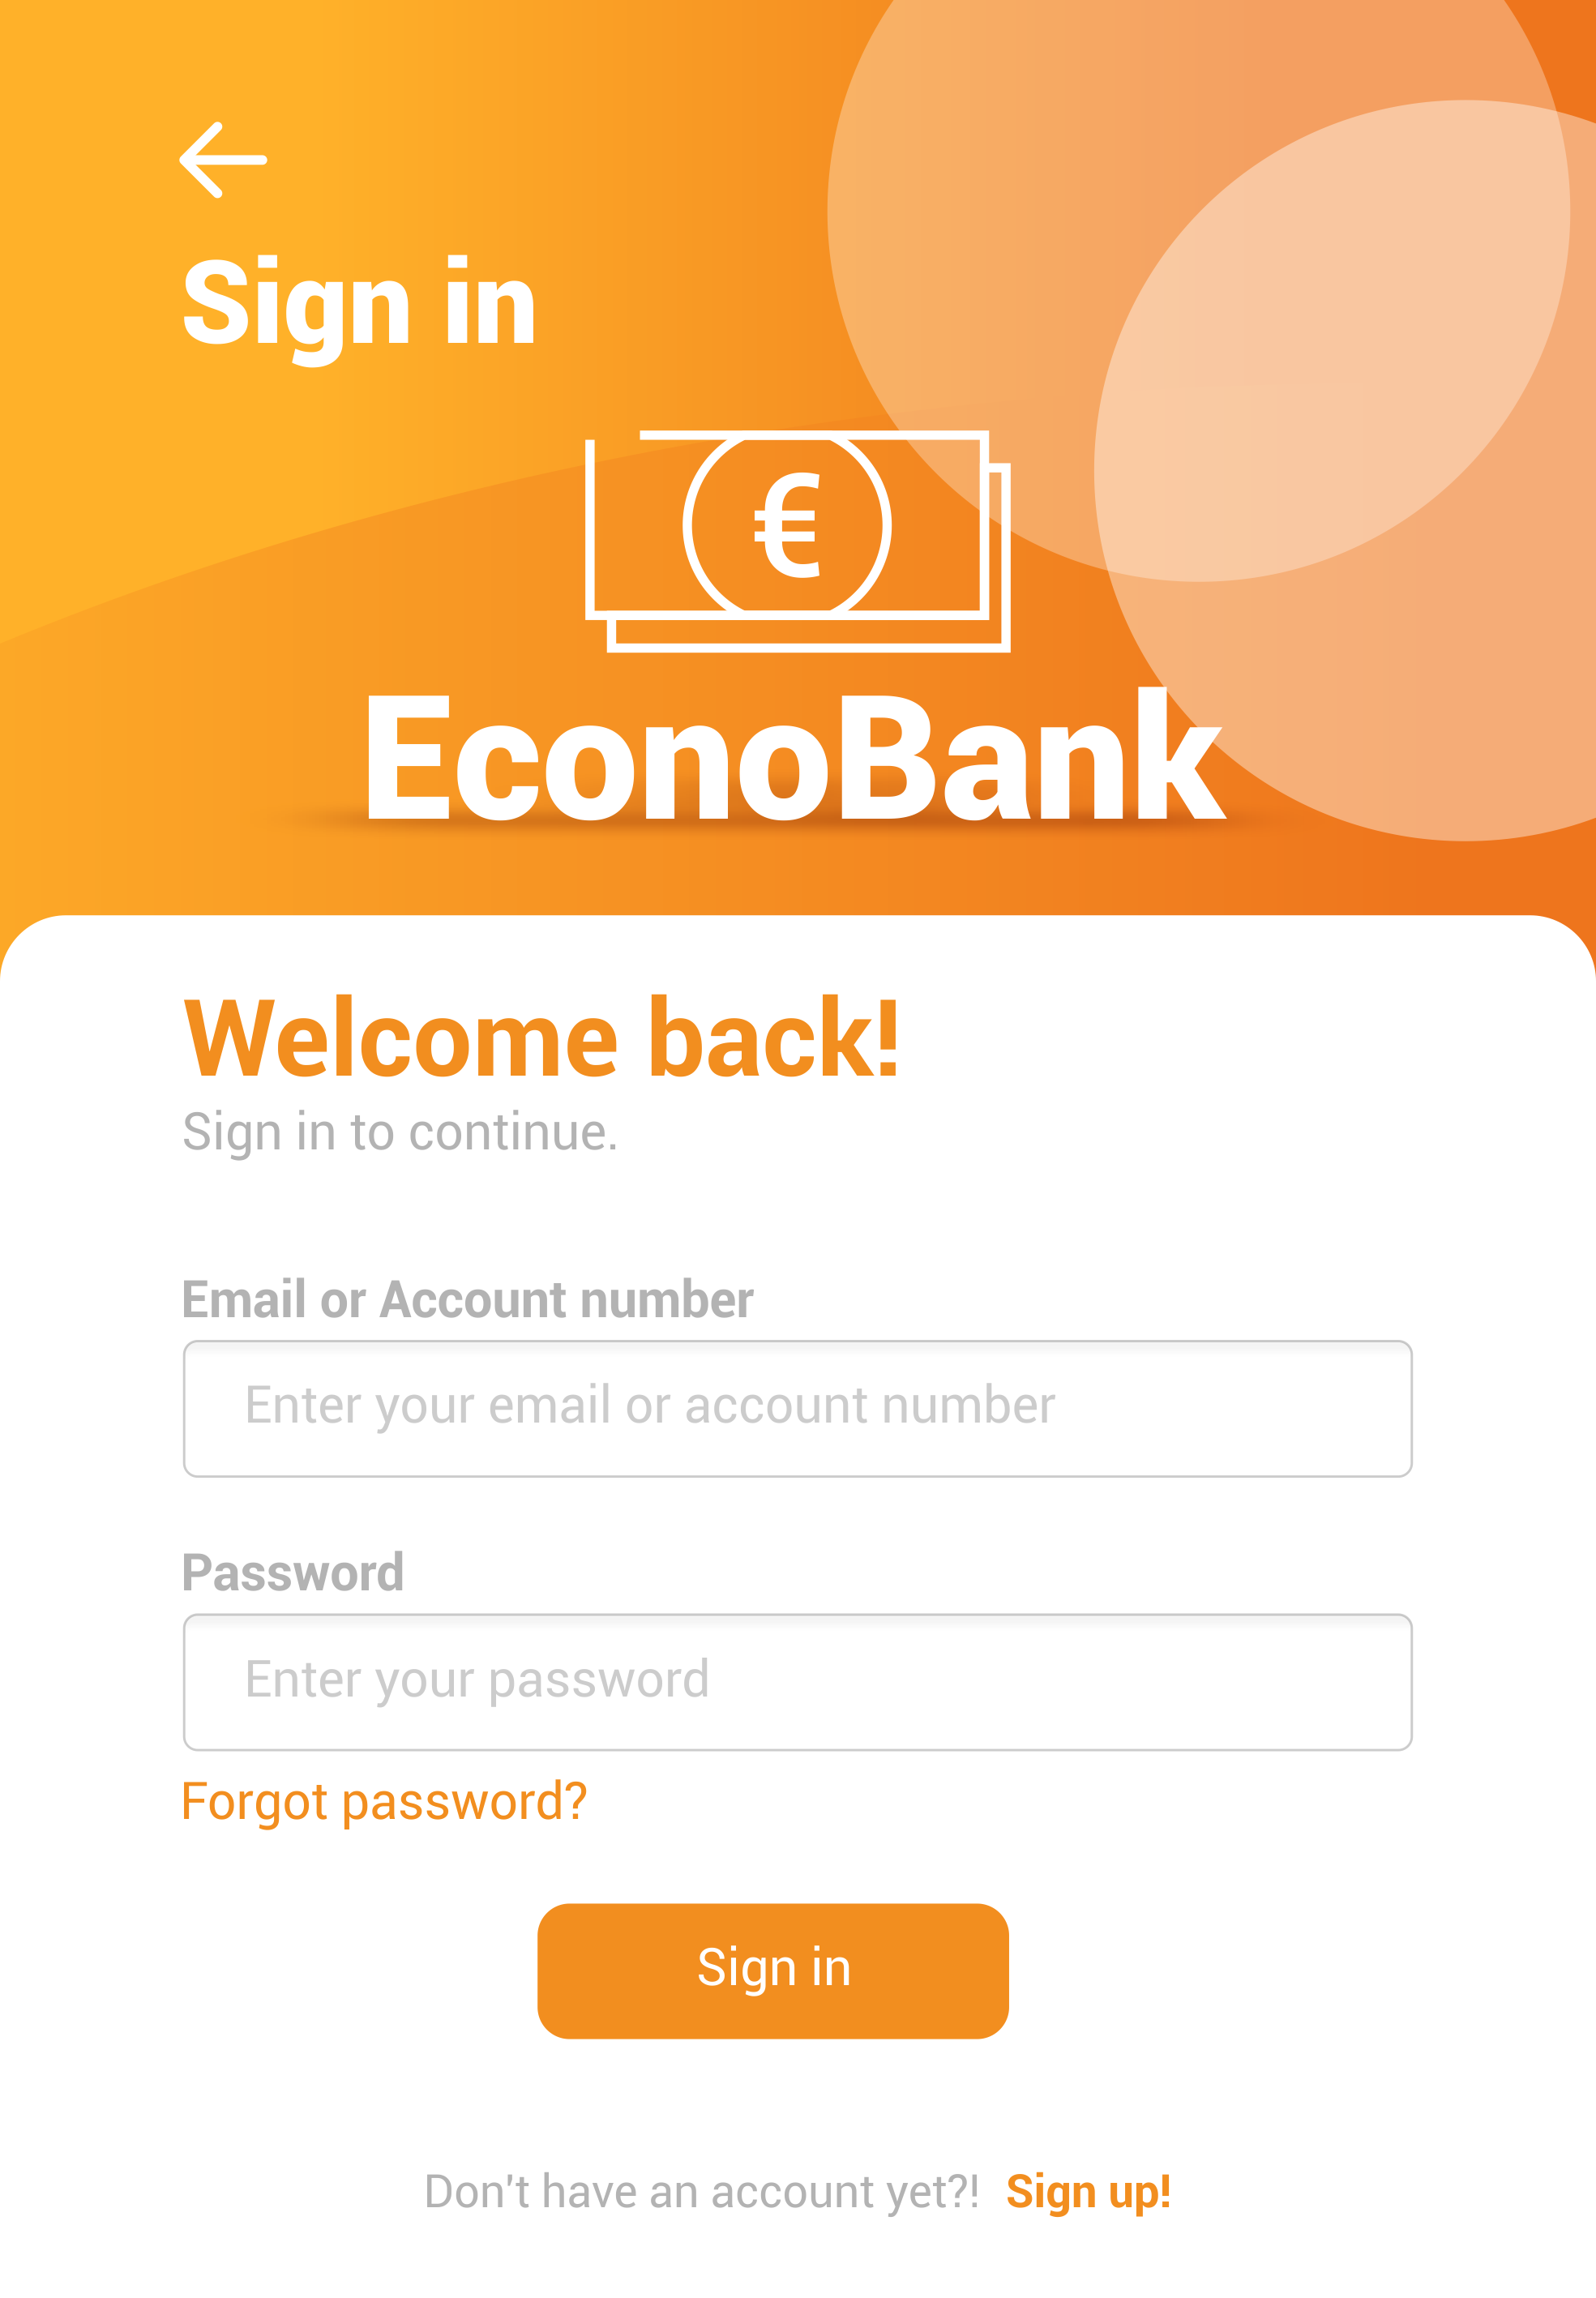 Sign in
€
EconoBank
Welcome back!
Sign in to continue.
Email or Account number
Enter your email or account number
Password
Enter your password
Forgot password?
Sign in
Don't have an account yet?! Sign up!